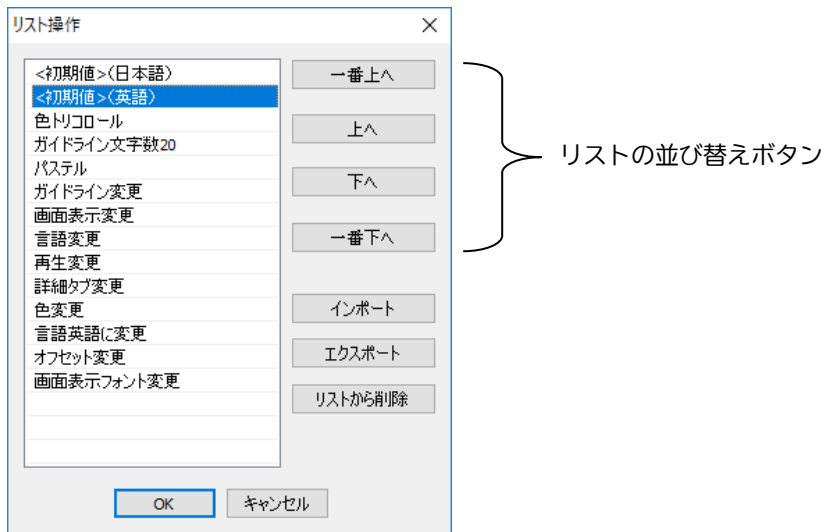 リスト操作
<初期値>(日本語)
<初期値>(英語)
色トリコロール
ガイドライン文字数20
パステル
ガイドライン変更
画面表示変更
言語変更
再生変更
詳細タブ変更
色変更
言語英語に変更
オフセット変更
画面表示フォント変更
一番上へ
上へ
下へ
一番下へ
リストの並び替えボタン
インポート
エクスポート
リストから削除
OK
キャンセル